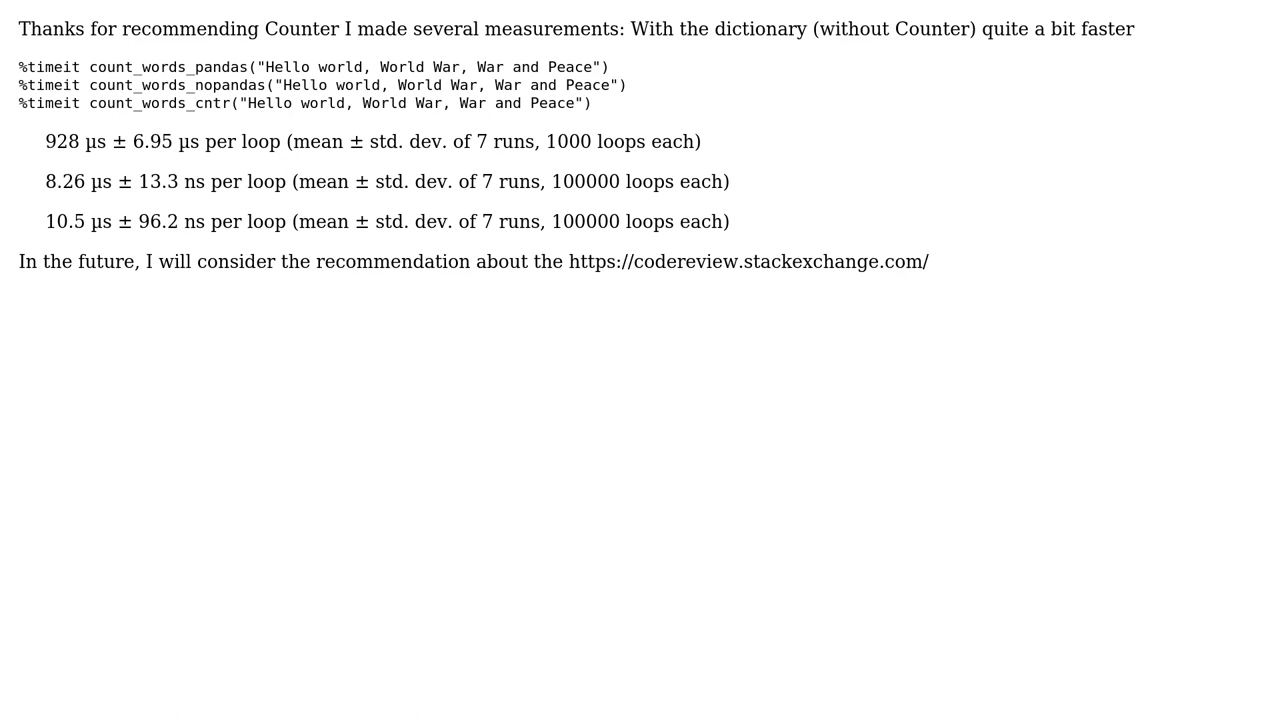 Thanks for recommending Counter I made several measurements: With the dictionary (without Counter) quite a bit faster
%timeit count_words_pandas("Hello world, World War, War and Peace")
%timeit count_words_nopandas("Hello world, World War, War and Peace")
%timeit count_words_cntr("Hello world, World War, War and Peace")
928 µs ± 6.95 µs per loop (mean ± std. dev. of 7 runs, 1000 loops each)
8.26 µs ± 13.3 ns per loop (mean ± std. dev. of 7 runs, 100000 loops each)
10.5 µs ± 96.2 ns per loop (mean ± std. dev. of 7 runs, 100000 loops each)
In the future, I will consider the recommendation about the https://codereview.stackexchange.com/